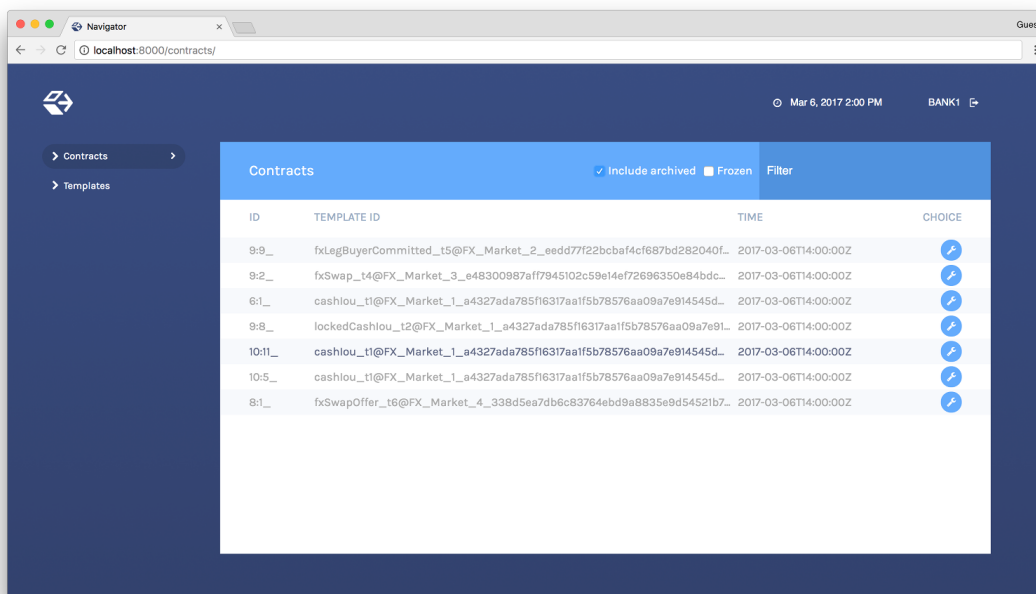 Navigator
Gues
localhost:8000/contracts/
Mar 6, 2017 2:00 PM BANK1
Contracts
Templates
Contracts Include archived Frozen Filter
ID TEMPLATE ID TIME CHOICE
9:9_ fxLegBuyerCommitted_t5@FX_Market_2_eedd77f22bcbaf4cf687bd282040f... 2017-03-06T14:00:00Z
9:2_ fxSwap_t4@FX_Market_3_e48300987aff7945102c59e14ef72696350e84bdc... 2017-03-06T14:00:00Z
6:1_ cashIou_t1@FX_Market_1_a4327ada785f16317aa1f5b78576aa09a7e914545d... 2017-03-06T14:00:00Z
9:8_ lockedCashIou_t2@FX_Market_1_a4327ada785f16317aa1f5b78576aa09a7e91... 2017-03-06T14:00:00Z
10:11_ cashIou_t1@FX_Market_1_a4327ada785f16317aa1f5b78576aa09a7e914545d... 2017-03-06T14:00:00Z
10:5_ cashIou_t1@FX_Market_1_a4327ada785f16317aa1f5b78576aa09a7e914545d... 2017-03-06T14:00:00Z
8:1_ fxSwapOffer_t6@FX_Market_4_338d5ea7db6c83764ebd9a8835e9d54521b7... 2017-03-06T14:00:00Z